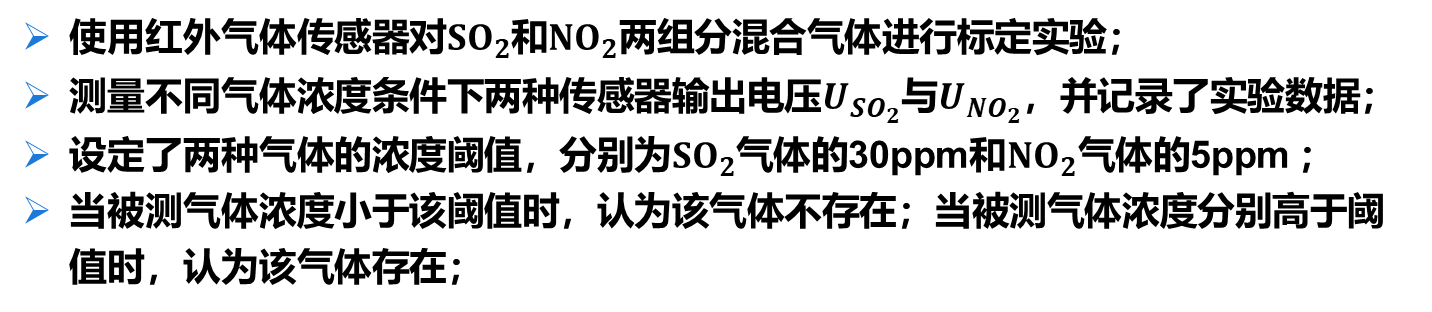 ➢ 使用红外气体传感器对SO₂和NO₂两组分混合气体进行标定实验；
➢ 测量不同气体浓度条件下两种传感器输出电压U_SO₂与U_NO₂，并记录了实验数据；
➢ 设定了两种气体的浓度阈值，分别为SO₂气体的30ppm和NO₂气体的5ppm；
➢ 当被测气体浓度小于该阈值时，认为该气体不存在；当被测气体浓度分别高于阈
值时，认为该气体存在；